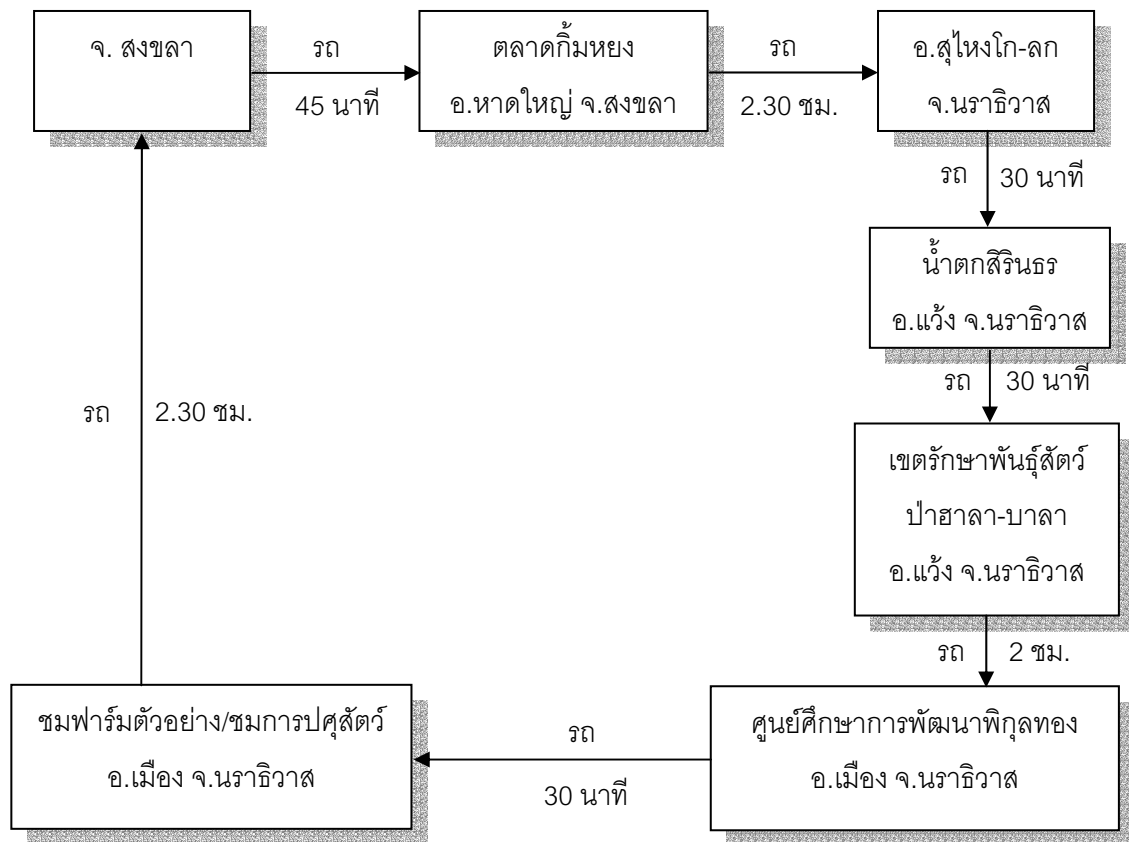 จ. สงขลา
รถ
45 นาที
ตลาดกิ้มหยง
อ.หาดใหญ่ จ.สงขลา
รถ
2.30 ชม.
อ.สุไหงโก-ลก
จ.นราธิวาส
รถ 30 นาที
น้ำตกสิรินธร
อ.แว้ง จ.นราธิวาส
รถ 30 นาที
เขตรักษาพันธุ์สัตว์
ป่าฮาลา-บาลา
อ.แว้ง จ.นราธิวาส
รถ 2 ชม.
ศูนย์ศึกษาการพัฒนาพิกุลทอง
อ.เมือง จ.นราธิวาส
รถ
30 นาที
ชมฟาร์มตัวอย่าง/ชมการปศุสัตว์
อ.เมือง จ.นราธิวาส
รถ 2.30 ชม.